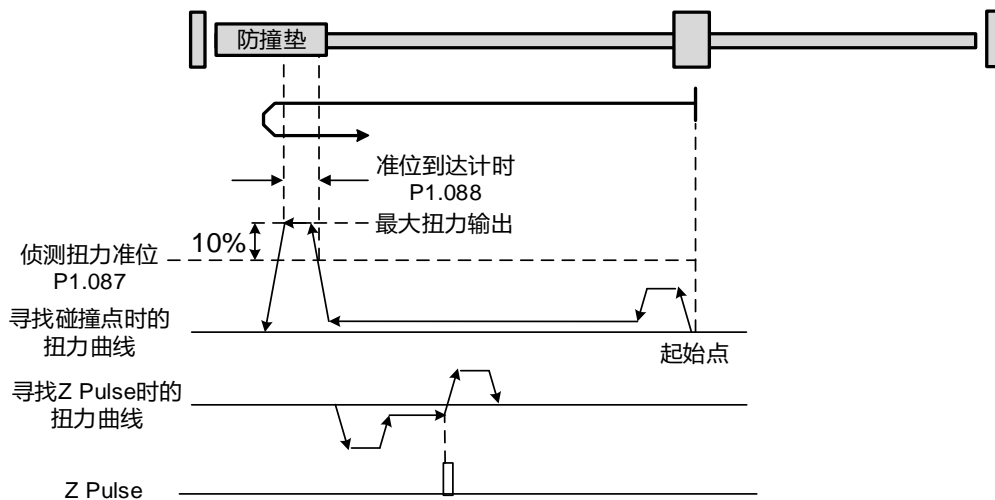 防撞垫
准位到达计时
P1.088
最大扭力输出
10%
侦测扭力准位
P1.087
寻找碰撞点时的
扭力曲线
起始点
寻找Z Pulse时的
扭力曲线
Z Pulse